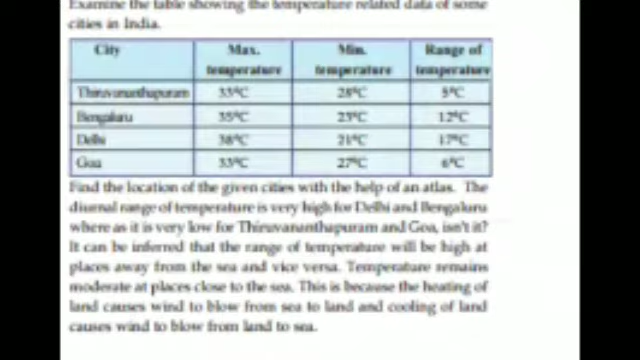 Examine the table showing the temperature related data of some
cities in India.
City Max. temperature Min. temperature Range of temperature
Thiruvananthapuram 33°C 28°C 5°C
Bengaluru 35°C 23°C 12°C
Delhi 38°C 21°C 17°C
Goa 33°C 27°C 6°C
Find the location of the given cities with the help of an atlas. The
diurnal range of temperature is very high for Delhi and Bengaluru
where as it is very low for Thiruvananthapuram and Goa, isn't it?
It can be inferred that the range of temperature will be high at
places away from the sea and vice versa. Temperature remains
moderate at places close to the sea. This is because the heating of
land causes wind to blow from sea to land and cooling of land
causes wind to blow from land to sea.